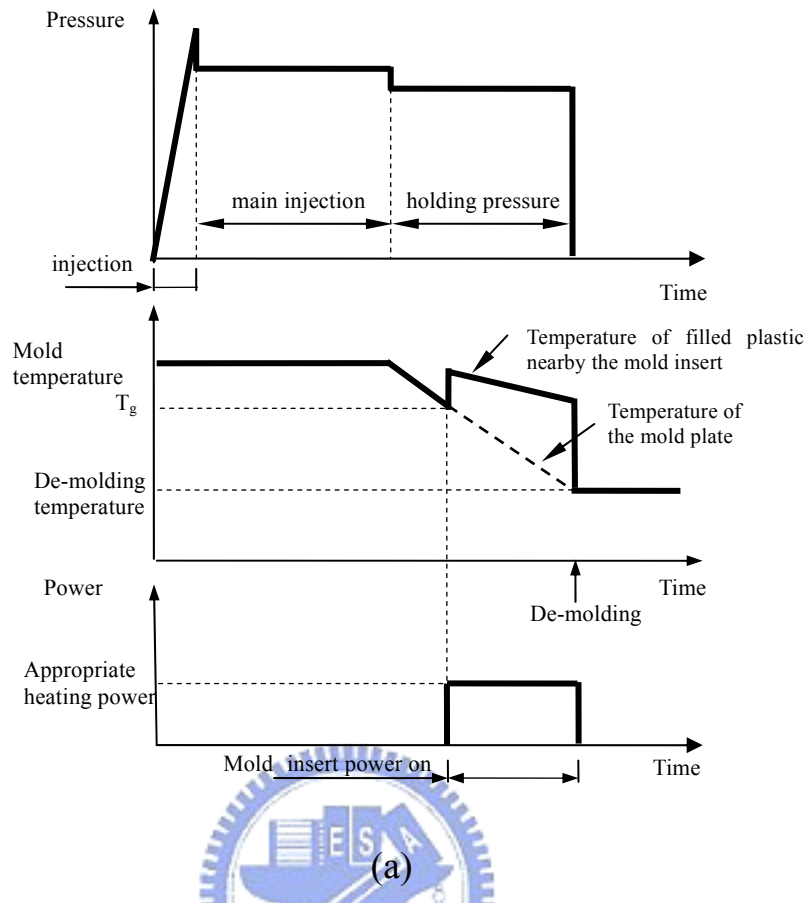 Pressure
main injection
holding pressure
injection
Time
Mold
temperature
Tg
De-molding
temperature
Temperature of filled plastic
nearby the mold insert
Temperature of
the mold plate
Time
De-molding
Power
Appropriate
heating power
Mold insert power on
Time
E S A
(a)